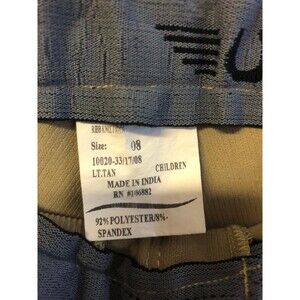 Size: 08
10020-33/17/08
LT.TAN CHILDREN
MADE IN INDIA
RN #106882
92% POLYESTER/8%-
SPANDEX